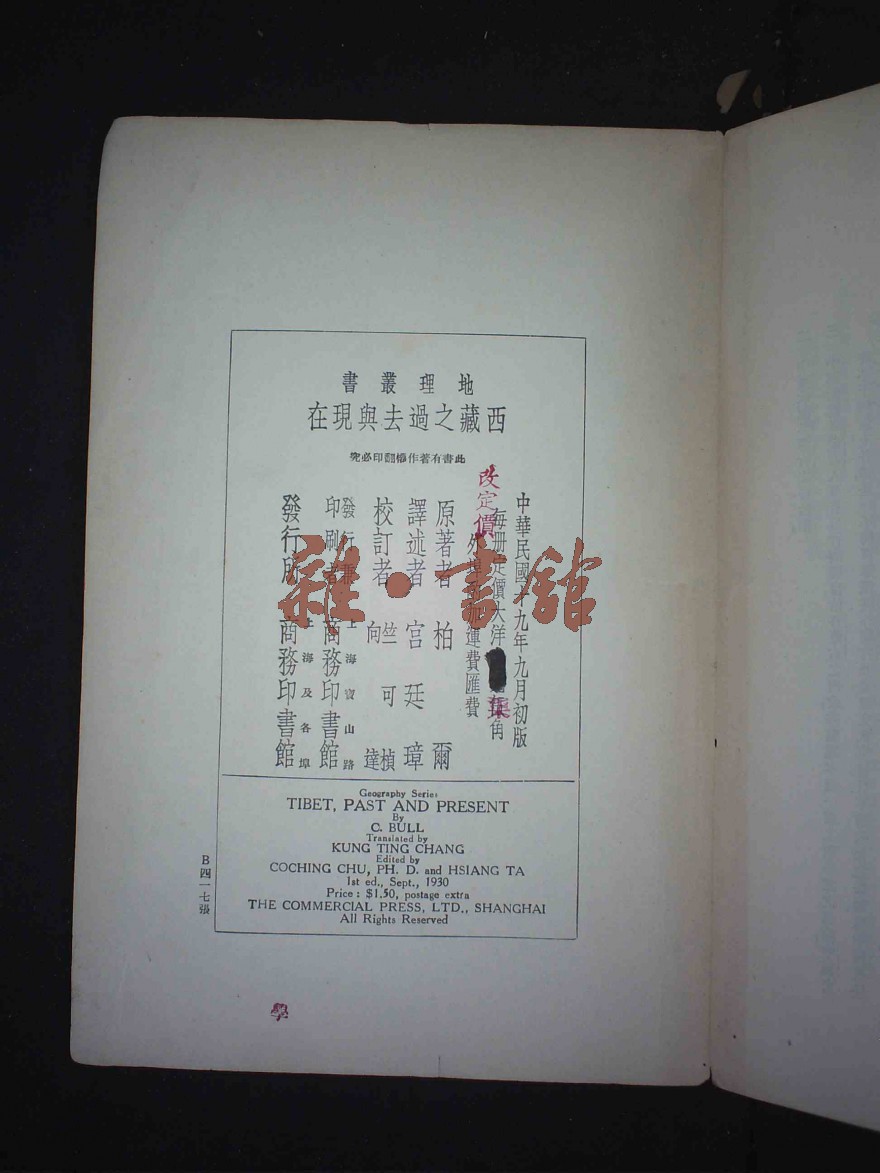 地理叢書
西藏之過去與現在
此書有著作權翻印必究
中華民國十九年九月初版
每册定價大洋 角
外埠酌加運費匯費
改定價
原著者 柏爾
譯述者 宮廷璋
校訂者 竺可楨 向達
發行兼印刷者 上海寶山路 商務印書館
發行所 上海及各埠 商務印書館
雜·書館
Geography Series
TIBET, PAST AND PRESENT
By
C. BULL
Translated by
KUNG TING CHANG
Edited by
COCHING CHU, PH. D. and HSIANG TA
1st ed., Sept., 1930
Price: $1.50, postage extra
THE COMMERCIAL PRESS, LTD., SHANGHAI
All Rights Reserved
B四一七張
學